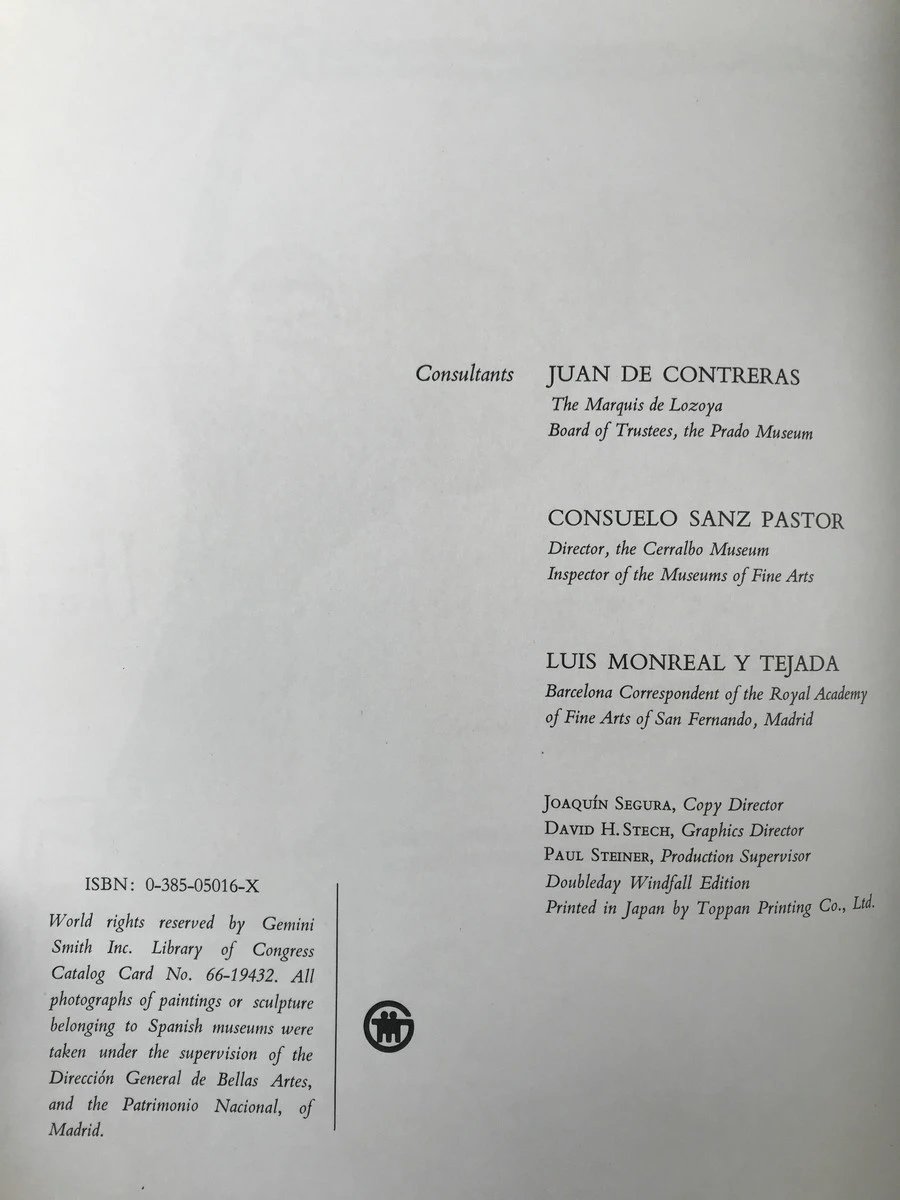 Consultants JUAN DE CONTRERAS
The Marquis de Lozoya
Board of Trustees, the Prado Museum
CONSUELO SANZ PASTOR
Director, the Cerralbo Museum
Inspector of the Museums of Fine Arts
LUIS MONREAL Y TEJADA
Barcelona Correspondent of the Royal Academy
of Fine Arts of San Fernando, Madrid
JOAQUÍN SEGURA, Copy Director
DAVID H. STECH, Graphics Director
PAUL STEINER, Production Supervisor
Doubleday Windfall Edition
Printed in Japan by Toppan Printing Co., Ltd.
ISBN: 0-385-05016-X
World rights reserved by Gemini
Smith Inc. Library of Congress
Catalog Card No. 66-19432. All
photographs of paintings or sculpture
belonging to Spanish museums were
taken under the supervision of the
Dirección General de Bellas Artes,
and the Patrimonio Nacional, of
Madrid.